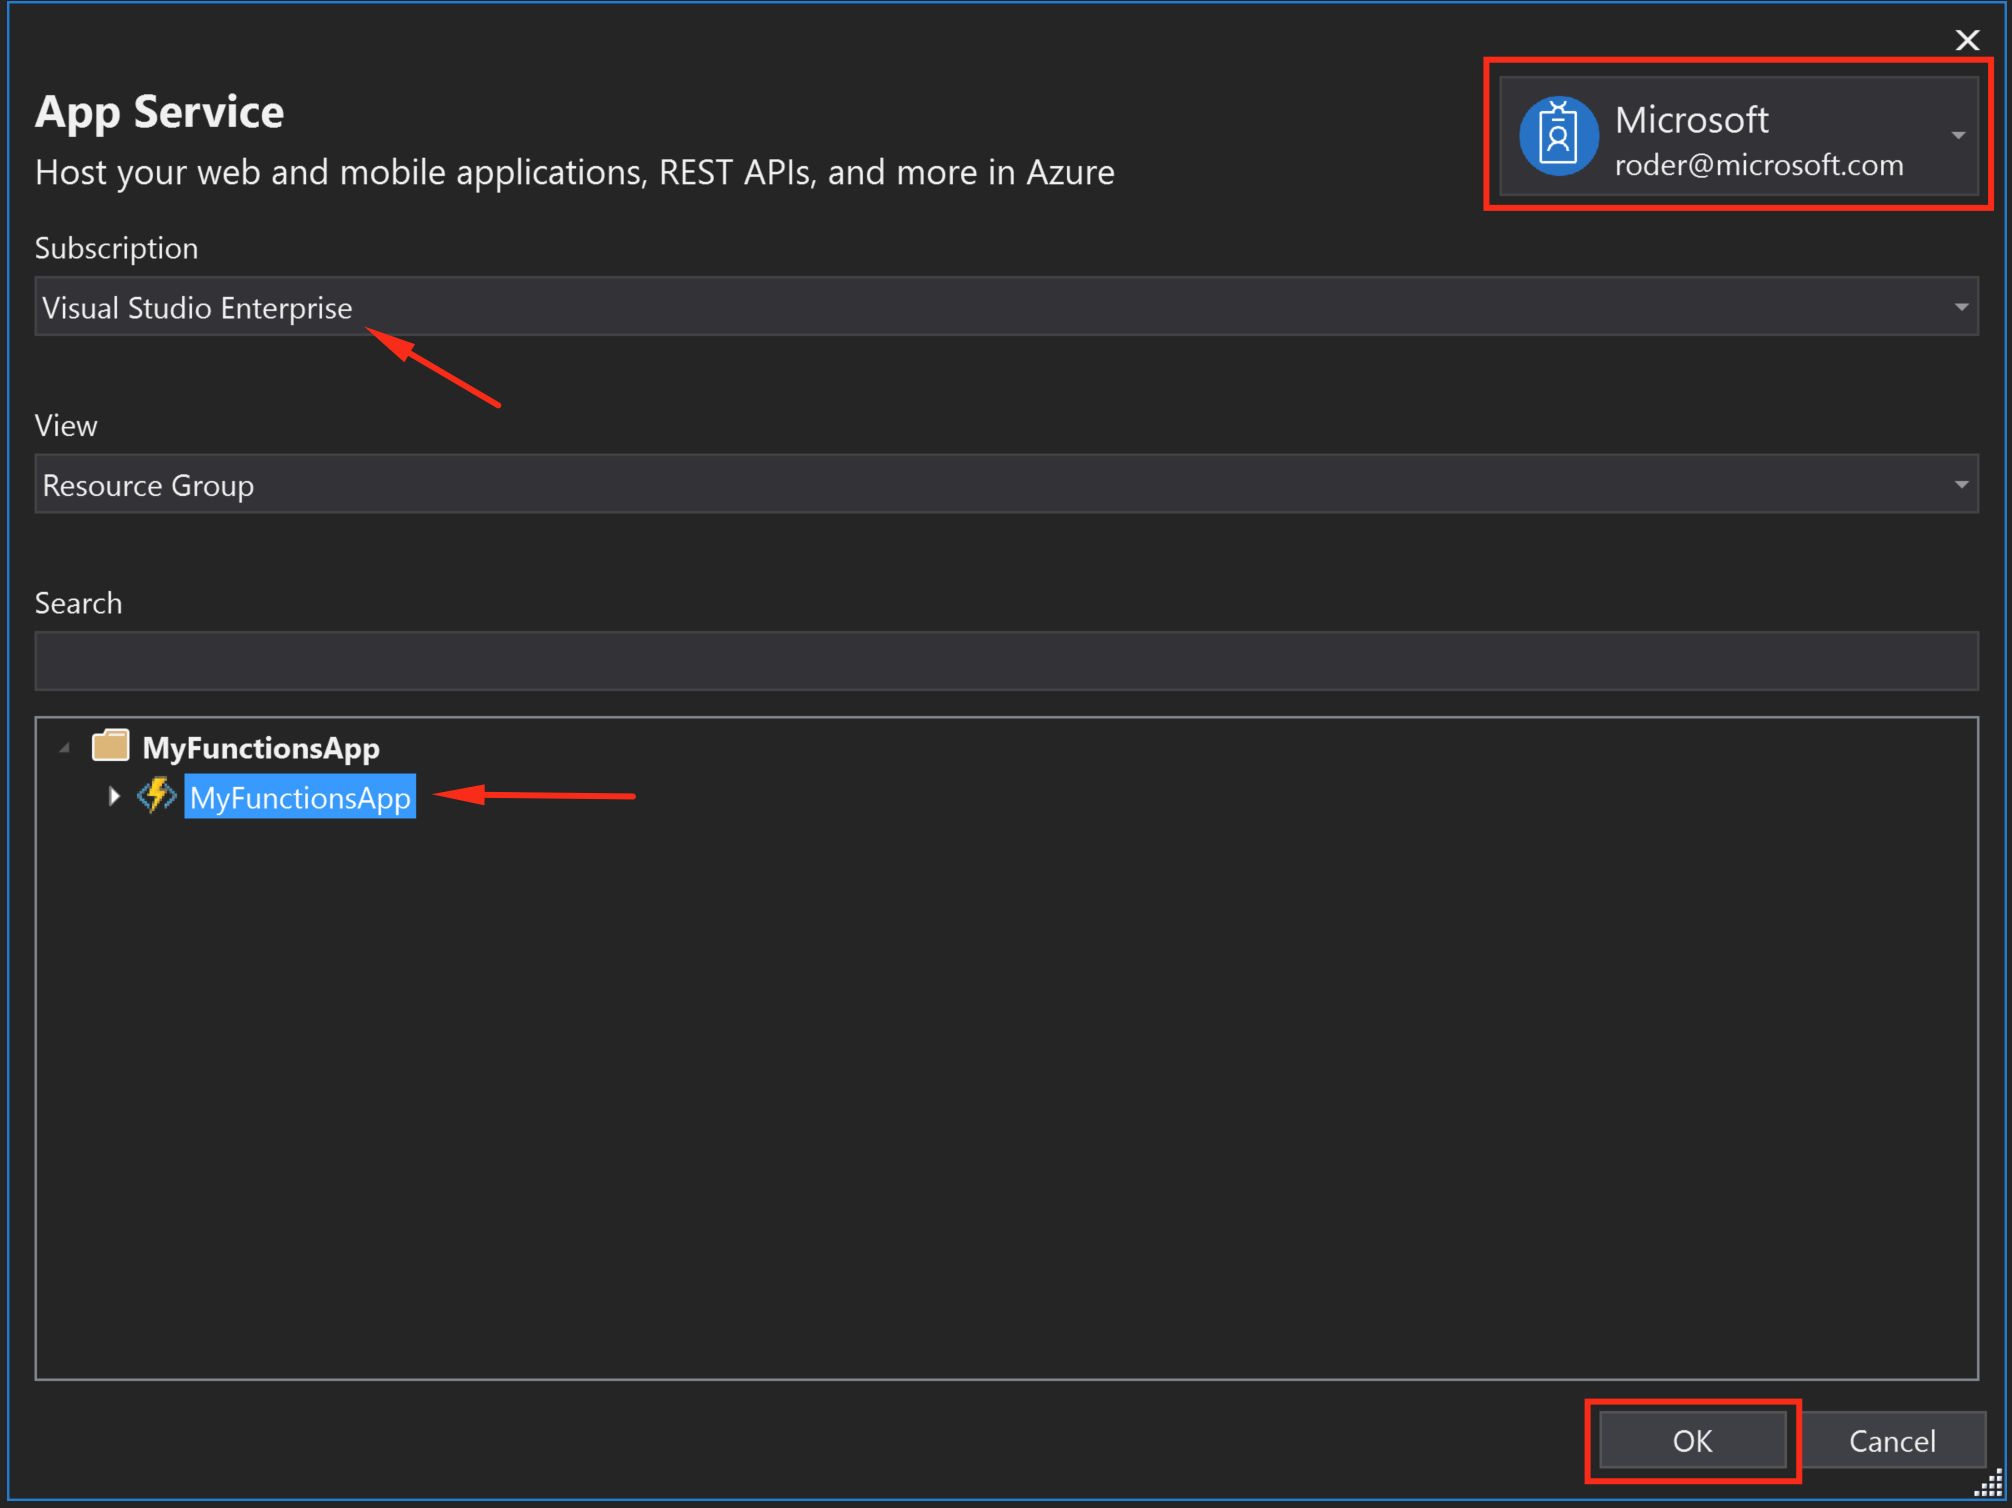 App Service
Host your web and mobile applications, REST APIs, and more in Azure
Microsoft
roder@microsoft.com
Subscription
Visual Studio Enterprise
View
Resource Group
Search
MyFunctionsApp
MyFunctionsApp
OK
Cancel